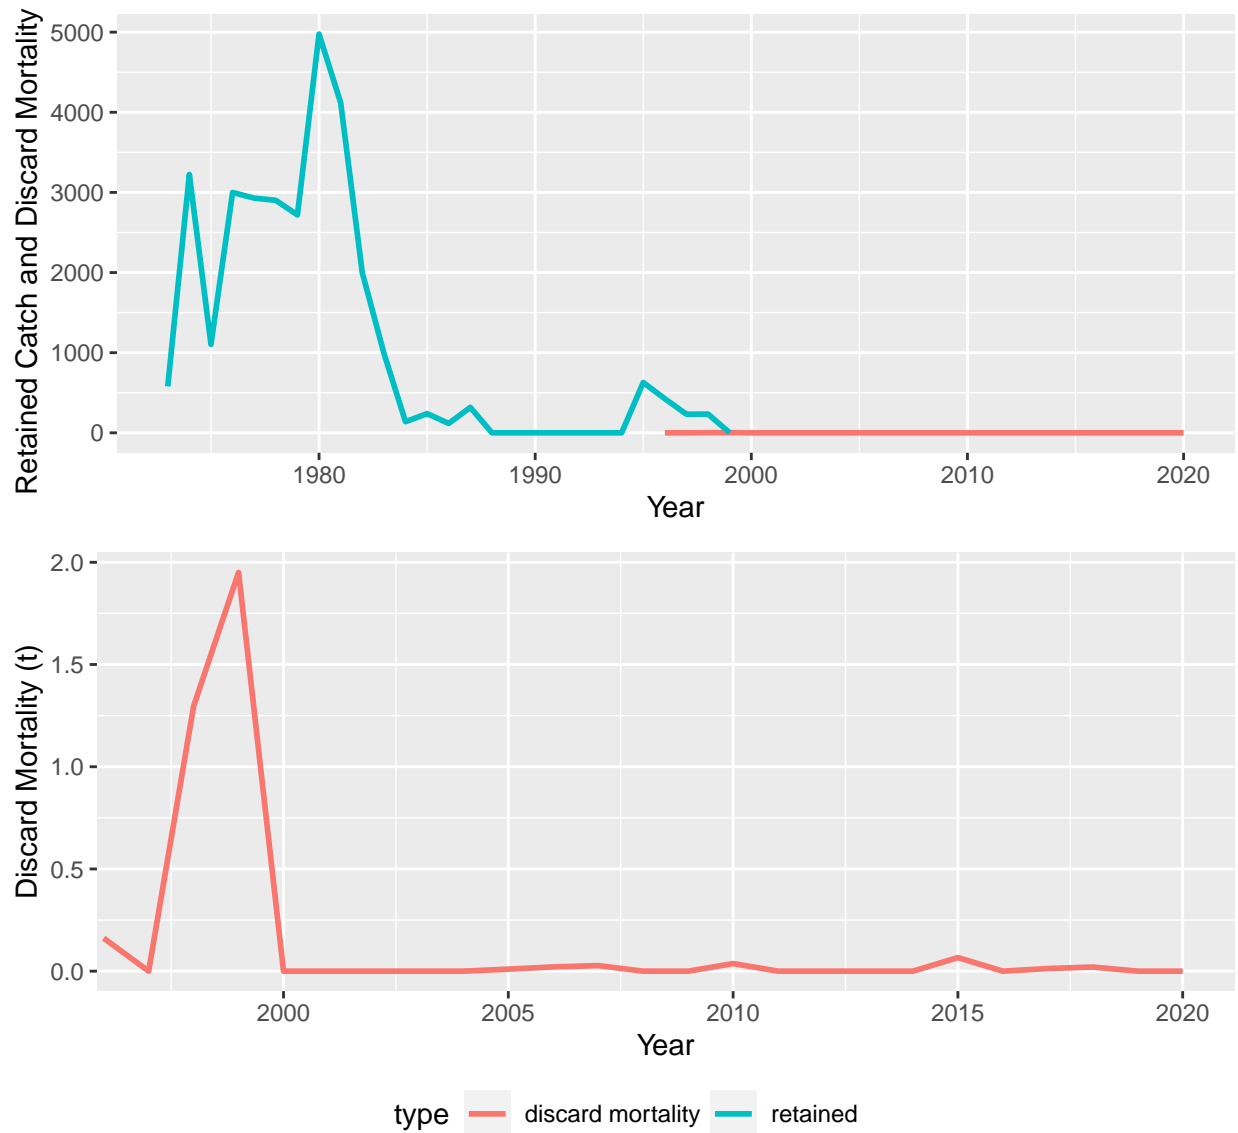 Retained Catch and Discard Mortality
5000
4000
3000
2000
1000
0
1980 1990 2000 2010 2020
Year
Discard Mortality (t)
2.0
1.5
1.0
0.5
0.0
2000 2005 2010 2015 2020
Year
type discard mortality retained